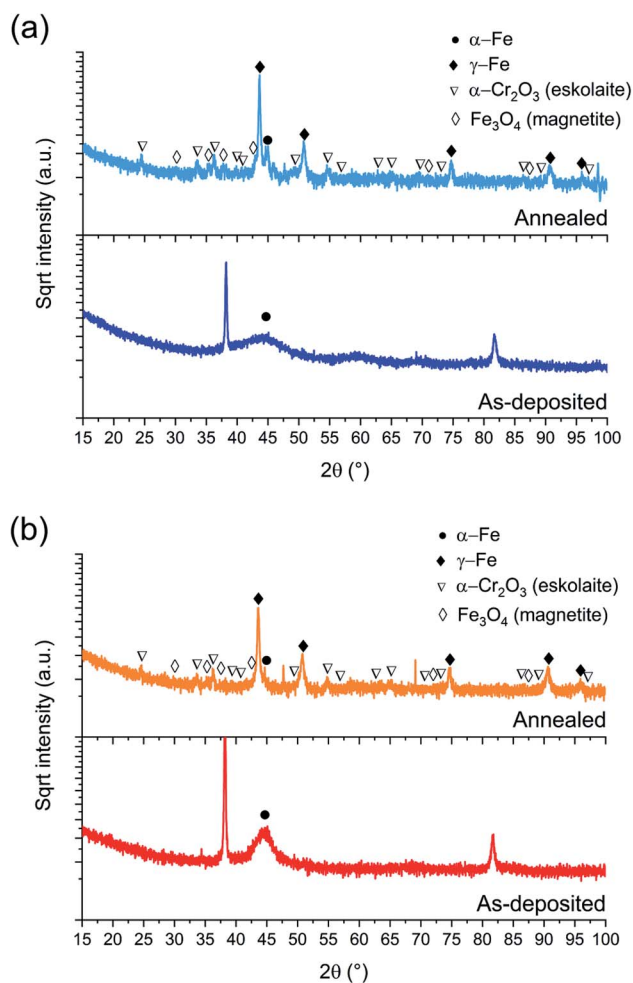 (a)
α–Fe
γ–Fe
α–Cr₂O₃ (eskolaite)
Fe₃O₄ (magnetite)
Sqrt intensity (a.u.)
Annealed
As-deposited
15 20 25 30 35 40 45 50 55 60 65 70 75 80 85 90 95 100
2θ (°)
(b)
α–Fe
γ–Fe
α–Cr₂O₃ (eskolaite)
Fe₃O₄ (magnetite)
Sqrt intensity (a.u.)
Annealed
As-deposited
15 20 25 30 35 40 45 50 55 60 65 70 75 80 85 90 95 100
2θ (°)